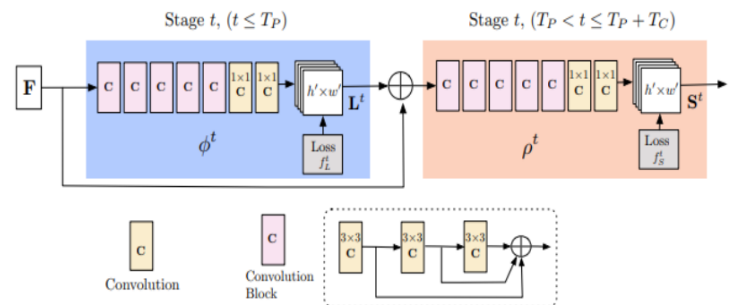 Stage t, (t ≤ T_P)
Stage t, (T_P < t ≤ T_P + T_C)
F
C C C C C 1×1 C 1×1 C
h′×w′
L^t
C C C C C 1×1 C 1×1 C
h′×w′
S^t
ϕ^t
Loss
f_L^t
ρ^t
Loss
f_S^t
C
Convolution
C
Convolution
Block
3×3 C 3×3 C 3×3 C